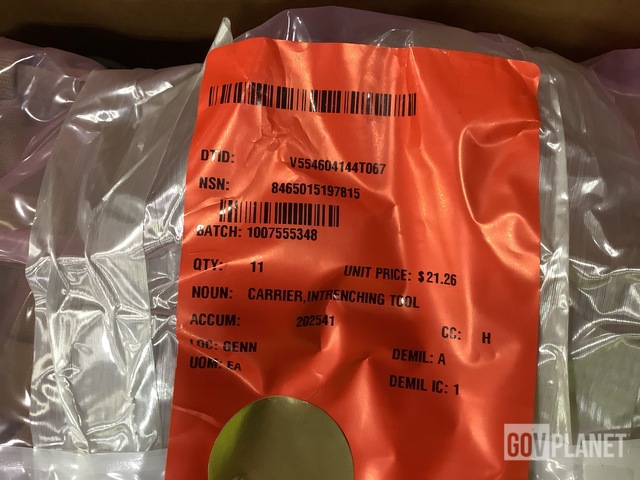 DTID: V554604144T067
NSN: 8465015197815
BATCH: 1007555348
QTY: 11 UNIT PRICE: $21.26
NOUN: CARRIER,INTRENCHING TOOL
ACCUM: 202541 CC: H
LOC: GENN DEMIL: A
UOM: EA DEMIL IC: 1
GOVPLANET